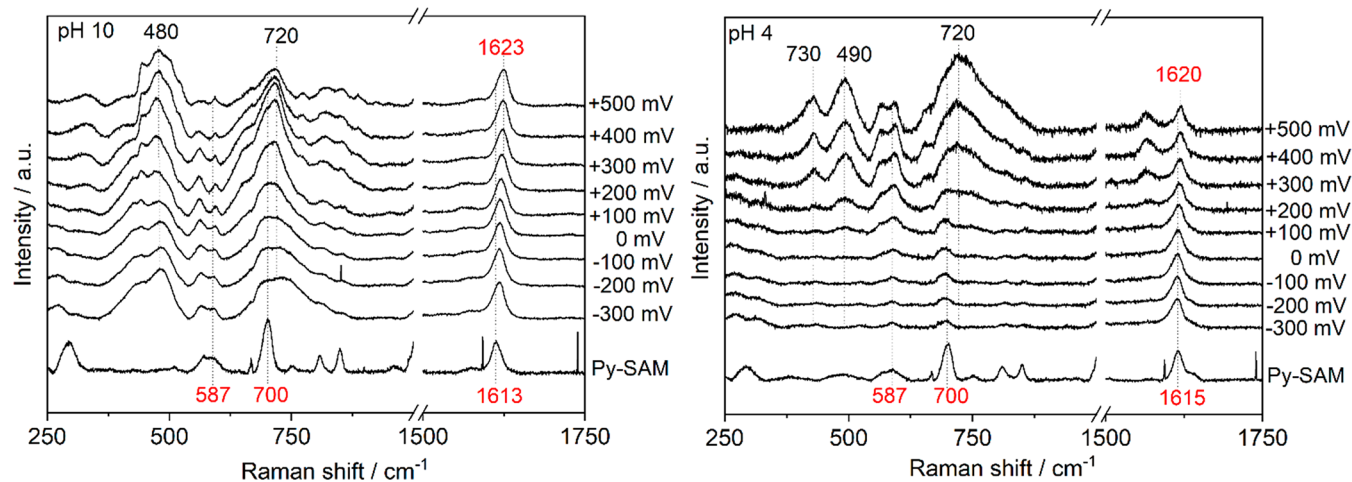 pH 10
480
720
1623
+500 mV
+400 mV
+300 mV
+200 mV
+100 mV
0 mV
-100 mV
-200 mV
-300 mV
Py-SAM
587
700
1613
250
500
750
1500
1750
Raman shift / cm-1
Intensity / a.u.
pH 4
730
490
720
1620
+500 mV
+400 mV
+300 mV
+200 mV
+100 mV
0 mV
-100 mV
-200 mV
-300 mV
Py-SAM
587
700
1615
250
500
750
1500
1750
Raman shift / cm-1
Intensity / a.u.